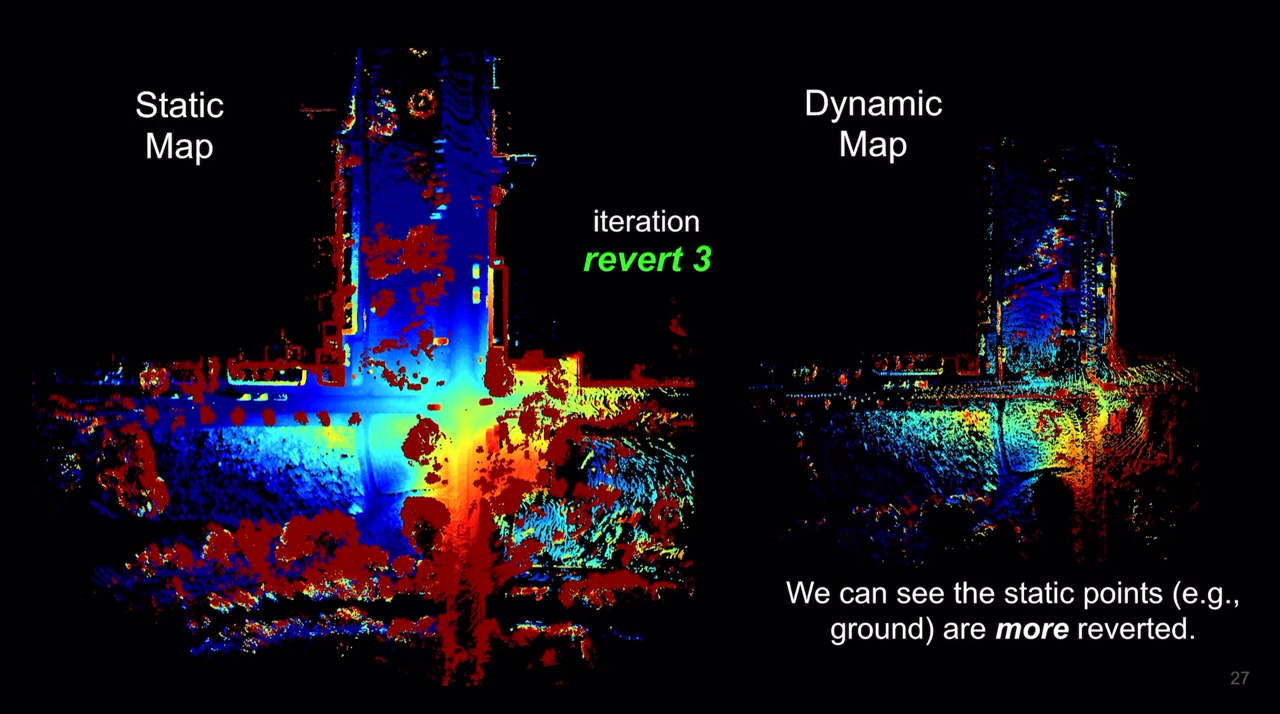 Static
Map
Dynamic
Map
iteration
revert 3
We can see the static points (e.g.,
ground) are more reverted.
27